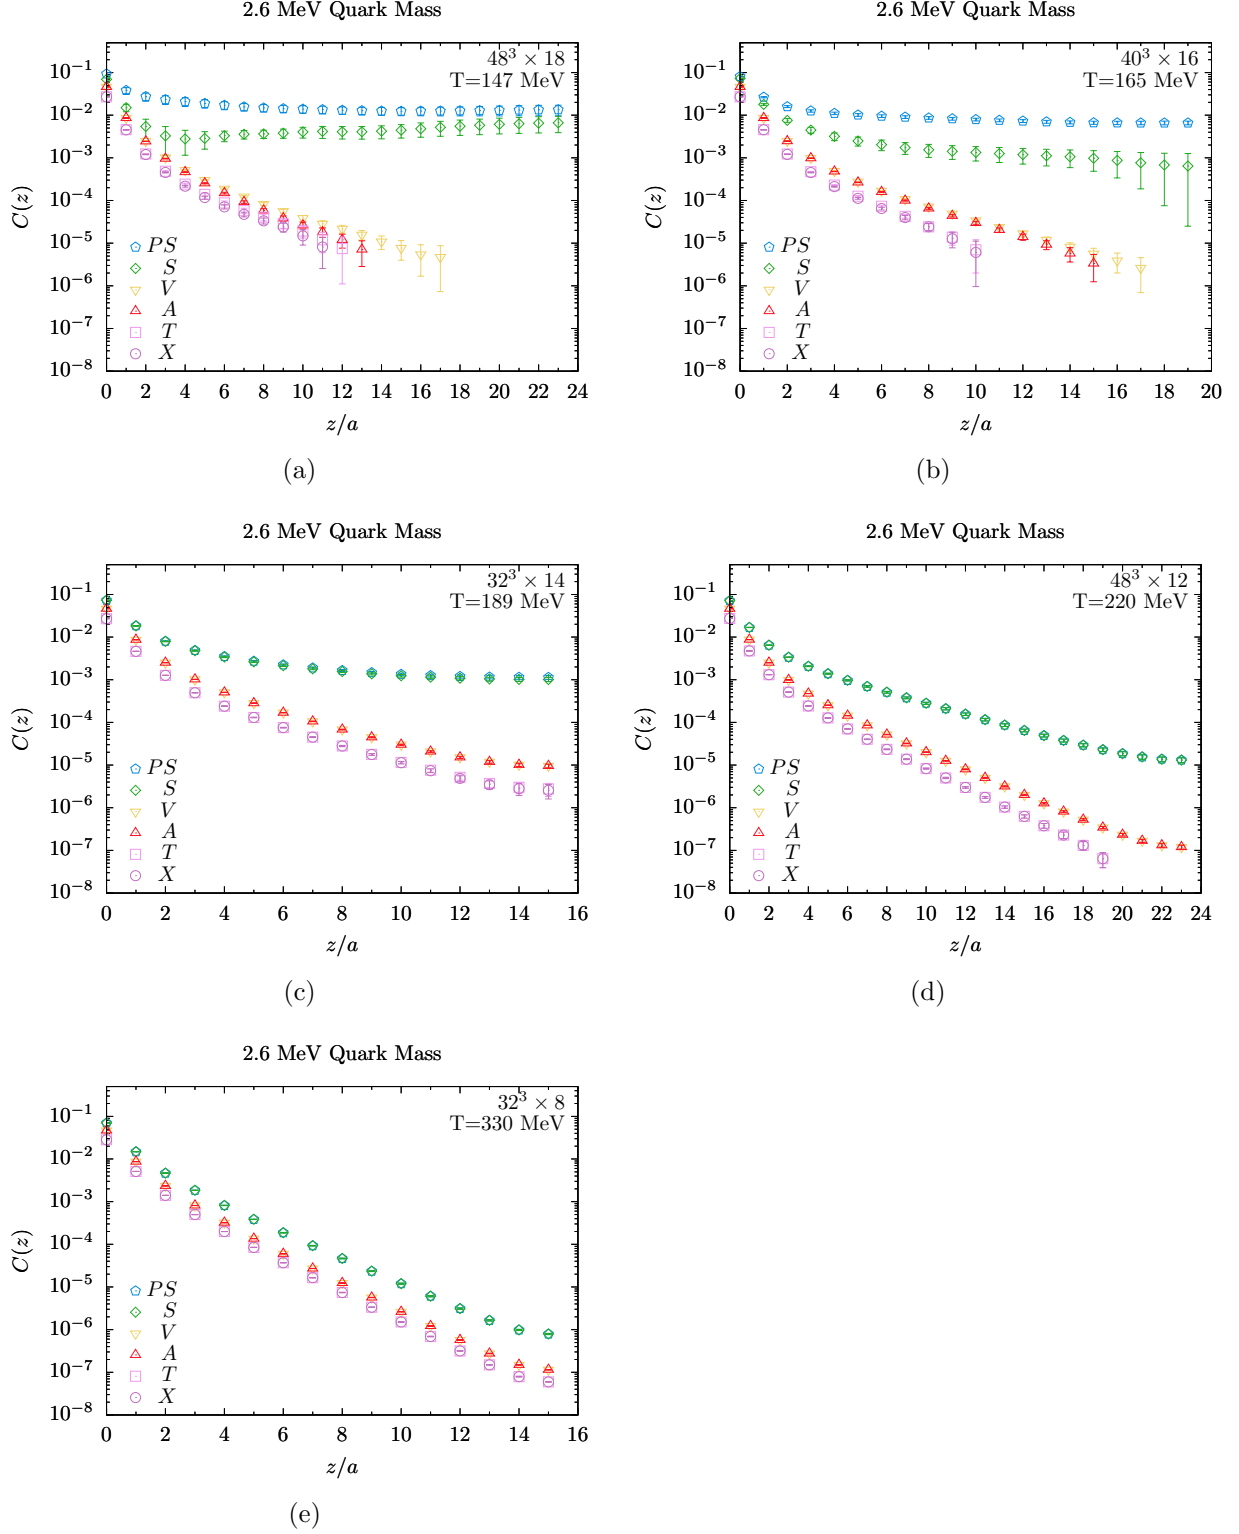 2.6 MeV Quark Mass
48³ × 18
T=147 MeV
10⁻¹
10⁻²
10⁻³
10⁻⁴
10⁻⁵
10⁻⁶
10⁻⁷
10⁻⁸
C(z)
PS
S
V
A
T
X
0 2 4 6 8 10 12 14 16 18 20 22 24
z/a
(a)
2.6 MeV Quark Mass
40³ × 16
T=165 MeV
10⁻¹
10⁻²
10⁻³
10⁻⁴
10⁻⁵
10⁻⁶
10⁻⁷
10⁻⁸
C(z)
PS
S
V
A
T
X
0 2 4 6 8 10 12 14 16 18 20
z/a
(b)
2.6 MeV Quark Mass
32³ × 14
T=189 MeV
10⁻¹
10⁻²
10⁻³
10⁻⁴
10⁻⁵
10⁻⁶
10⁻⁷
10⁻⁸
C(z)
PS
S
V
A
T
X
0 2 4 6 8 10 12 14 16
z/a
(c)
2.6 MeV Quark Mass
48³ × 12
T=220 MeV
10⁻¹
10⁻²
10⁻³
10⁻⁴
10⁻⁵
10⁻⁶
10⁻⁷
10⁻⁸
C(z)
PS
S
V
A
T
X
0 2 4 6 8 10 12 14 16 18 20 22 24
z/a
(d)
2.6 MeV Quark Mass
32³ × 8
T=330 MeV
10⁻¹
10⁻²
10⁻³
10⁻⁴
10⁻⁵
10⁻⁶
10⁻⁷
10⁻⁸
C(z)
PS
S
V
A
T
X
0 2 4 6 8 10 12 14 16
z/a
(e)